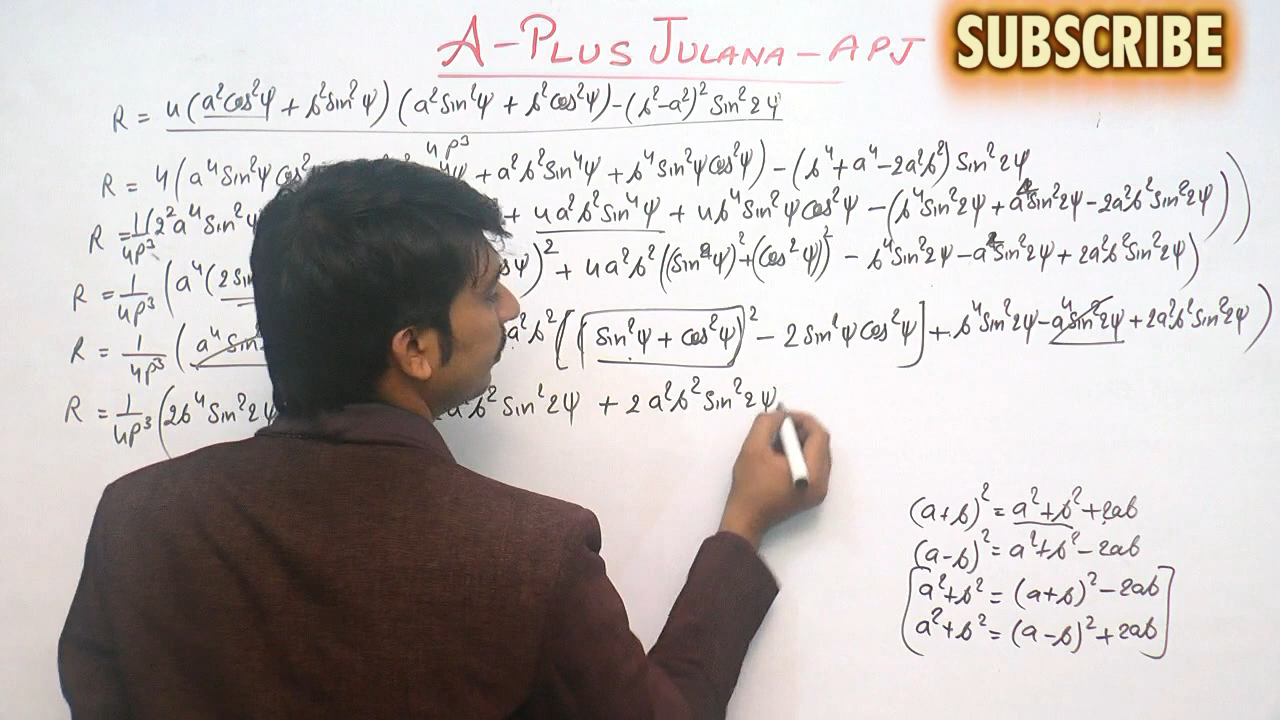 A-PLUS JULANA-APJ
SUBSCRIBE
R = 4(a²cos²ψ + b²sin²ψ)(a²sin²ψ + b²cos²ψ)-(b²-a²)² sin²2ψ
4p³
R = 4(a⁴sin²ψcos² ψ + a²b²sin⁴ψ + b⁴sin²ψcos²ψ) - (b⁴+a⁴-2a²b²) sin²2ψ
R = 1/4p³ (2²a⁴sin²ψ + 4a²b²sin⁴ψ + 4b⁴sin²ψcos²ψ -(b⁴sin²2ψ + a⁴sin²2ψ - 2a²b²sin²2ψ))
R = 1/4p³ (a⁴(2sin ψ)² + 4a²b²((sin²ψ)²+(cos²ψ)² - b⁴sin²2ψ - a⁴sin²2ψ + 2a²b²sin²2ψ)
R = 1/4p³ (a⁴sin a²b²[(sin²ψ + cos²ψ)² - 2sin²ψcos²ψ] + b⁴sin²2ψ - a⁴sin²2ψ + 2a²b²sin²2ψ)
R = 1/4p³ (2b⁴sin²2ψ a²b²sin²2ψ + 2a²b²sin²2ψ
(a+b)² = a²+b²+2ab
(a-b)² = a²+b²-2ab
a²+b² = (a+b)²-2ab
a²+b² = (a-b)²+2ab